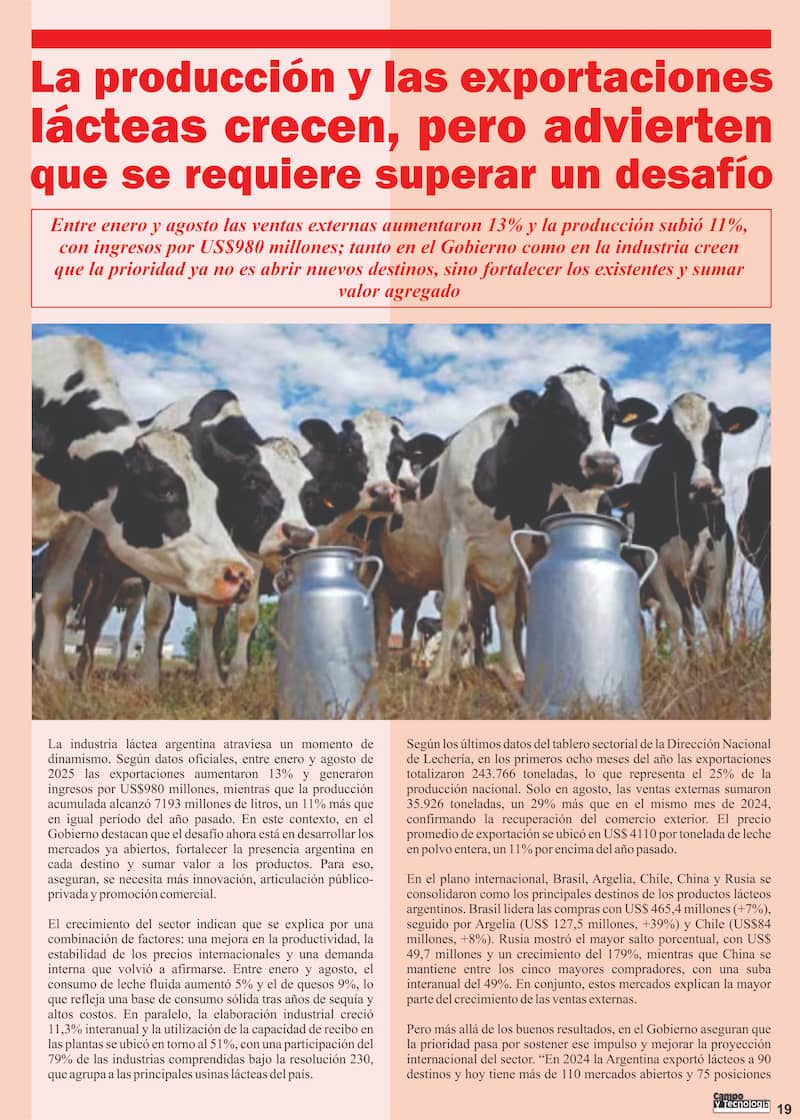 La producción y las exportaciones
lácteas crecen, pero advierten
que se requiere superar un desafío
Entre enero y agosto las ventas externas aumentaron 13% y la producción subió 11%,
con ingresos por US$980 millones; tanto en el Gobierno como en la industria creen
que la prioridad ya no es abrir nuevos destinos, sino fortalecer los existentes y sumar
valor agregado
La industria láctea argentina atraviesa un momento de
dinamismo. Según datos oficiales, entre enero y agosto de
2025 las exportaciones aumentaron 13% y generaron
ingresos por US$980 millones, mientras que la producción
acumulada alcanzó 7193 millones de litros, un 11% más que
en igual período del año pasado. En este contexto, en el
Gobierno destacan que el desafío ahora está en desarrollar los
mercados ya abiertos, fortalecer la presencia argentina en
cada destino y sumar valor a los productos. Para eso,
aseguran, se necesita más innovación, articulación público-
privada y promoción comercial.
El crecimiento del sector indican que se explica por una
combinación de factores: una mejora en la productividad, la
estabilidad de los precios internacionales y una demanda
interna que volvió a afirmarse. Entre enero y agosto, el
consumo de leche fluida aumentó 5% y el de quesos 9%, lo
que refleja una base de consumo sólida tras años de sequía y
altos costos. En paralelo, la elaboración industrial creció
11,3% interanual y la utilización de la capacidad de recibo en
las plantas se ubicó en torno al 51%, con una participación del
79% de las industrias comprendidas bajo la resolución 230,
que agrupa a las principales usinas lácteas del país.
Según los últimos datos del tablero sectorial de la Dirección Nacional
de Lechería, en los primeros ocho meses del año las exportaciones
totalizaron 243.766 toneladas, lo que representa el 25% de la
producción nacional. Solo en agosto, las ventas externas sumaron
35.926 toneladas, un 29% más que en el mismo mes de 2024,
confirmando la recuperación del comercio exterior. El precio
promedio de exportación se ubicó en US$ 4110 por tonelada de leche
en polvo entera, un 11% por encima del año pasado.
En el plano internacional, Brasil, Argelia, Chile, China y Rusia se
consolidaron como los principales destinos de los productos lácteos
argentinos. Brasil lidera las compras con US$ 465,4 millones (+7%),
seguido por Argelia (US$ 127,5 millones, +39%) y Chile (US$84
millones, +8%). Rusia mostró el mayor salto porcentual, con US$
49,7 millones y un crecimiento del 179%, mientras que China se
mantiene entre los cinco mayores compradores, con una suba
interanual del 49%. En conjunto, estos mercados explican la mayor
parte del crecimiento de las ventas externas.
Pero más allá de los buenos resultados, en el Gobierno aseguran que
la prioridad pasa por sostener ese impulso y mejorar la proyección
internacional del sector. “En 2024 la Argentina exportó lácteos a 90
destinos y hoy tiene más de 110 mercados abiertos y 75 posiciones
Campo
y Tecnología
19